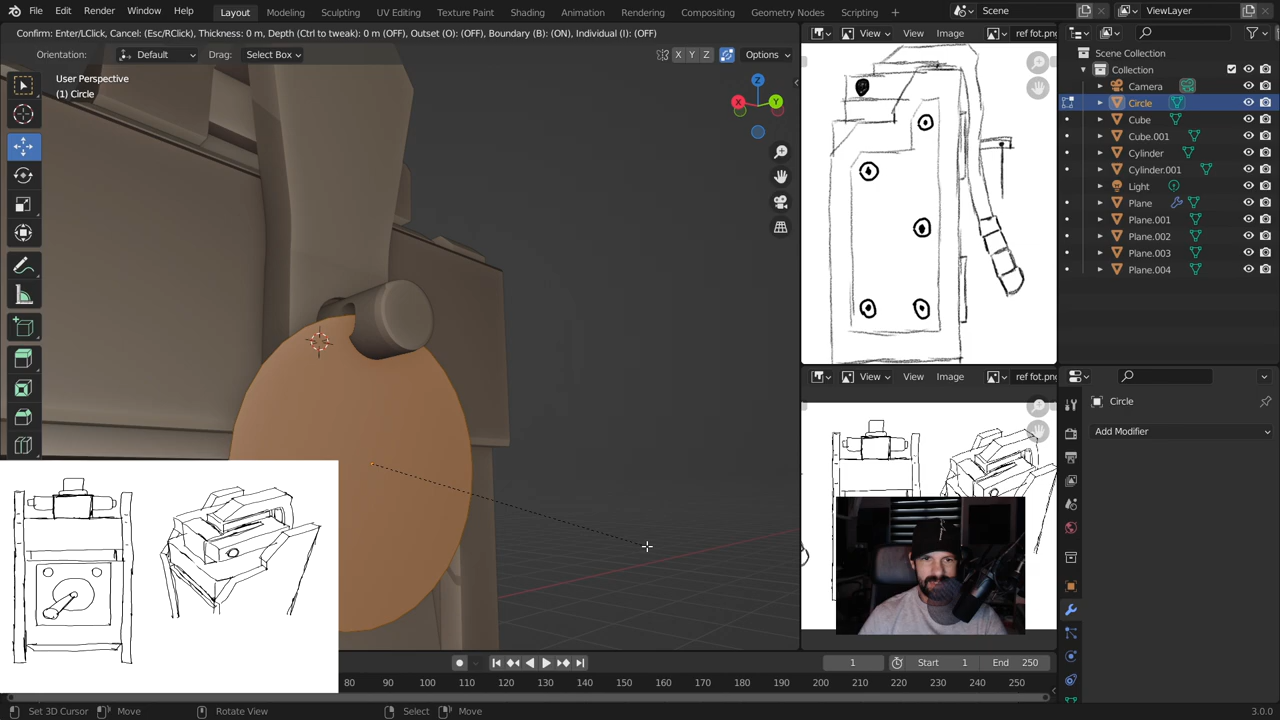 File Edit Render Window Help Layout Modeling Sculpting UV Editing Texture Paint Shading Animation Rendering Compositing Geometry Nodes Scripting Scene ViewLayer
Confirm: Enter/LClick, Cancel: (Esc/RClick), Thickness: 0 m, Depth (Ctrl to tweak): 0 m (OFF), Outset (O): (OFF), Boundary (B): (ON), Individual (I): (OFF)
View View Image ref fot.png
Orientation: Default Drag: Select Box X Y Z Options
User Perspective
(1) Circle
Z
X Y
Scene Collection
Collection
Camera
Circle
Cube
Cube.001
Cylinder
Cylinder.001
Light
Plane
Plane.001
Plane.002
Plane.003
Plane.004
View View Image ref fot.png
Circle
Add Modifier
1 Start 1 End 250
80 90 100 110 120 130 140 150 160 170 180 190 200 210 220 230 240 250
Set 3D Cursor Move Rotate View Select Move 3.0.0